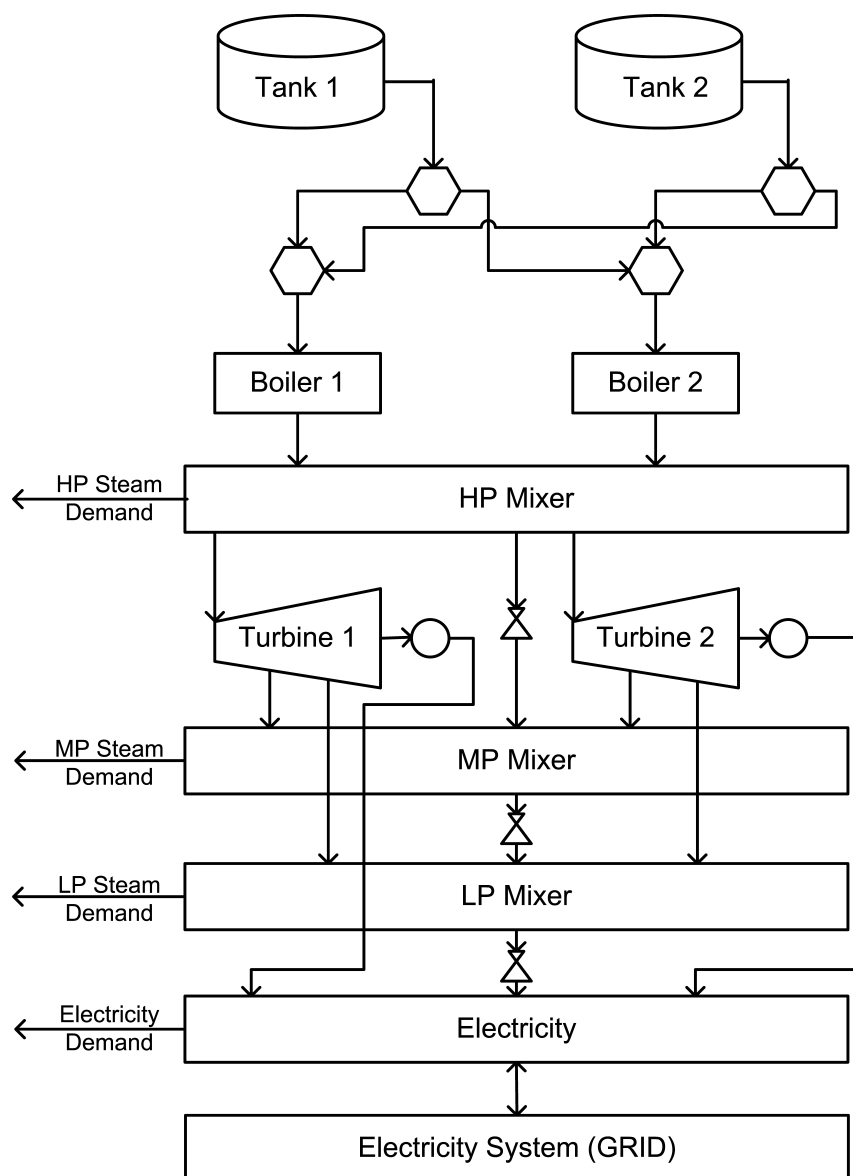 Tank 1
Tank 2
Boiler 1
Boiler 2
HP Steam
Demand
HP Mixer
Turbine 1
Turbine 2
MP Steam
Demand
MP Mixer
LP Steam
Demand
LP Mixer
Electricity
Demand
Electricity
Electricity System (GRID)